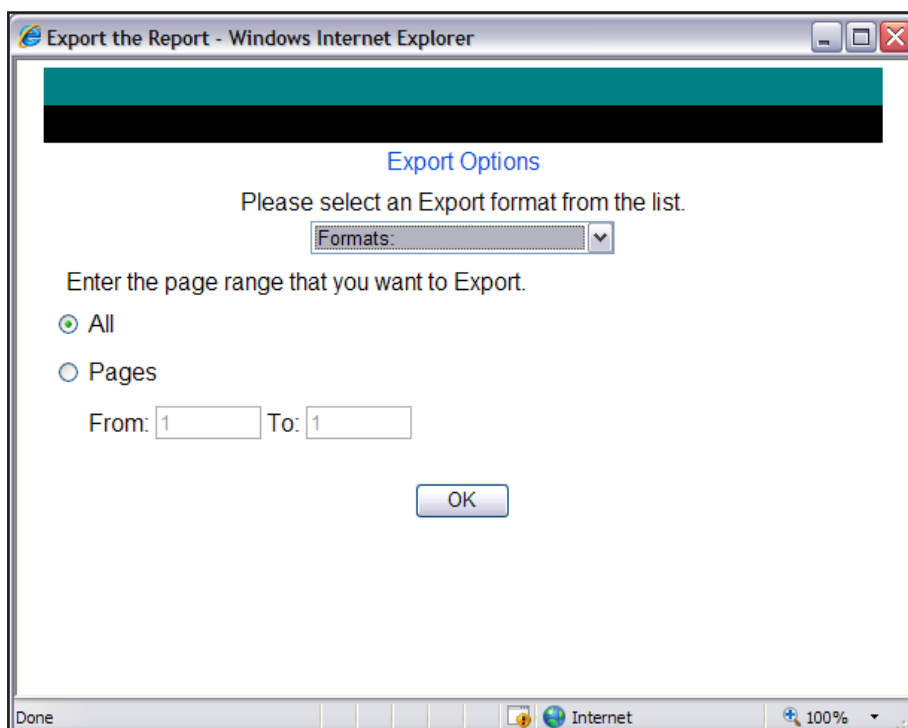 Export the Report - Windows Internet Explorer
Export Options
Please select an Export format from the list.
Formats:
Enter the page range that you want to Export.
All
Pages
From: 1 To: 1
OK
Done Internet 100%